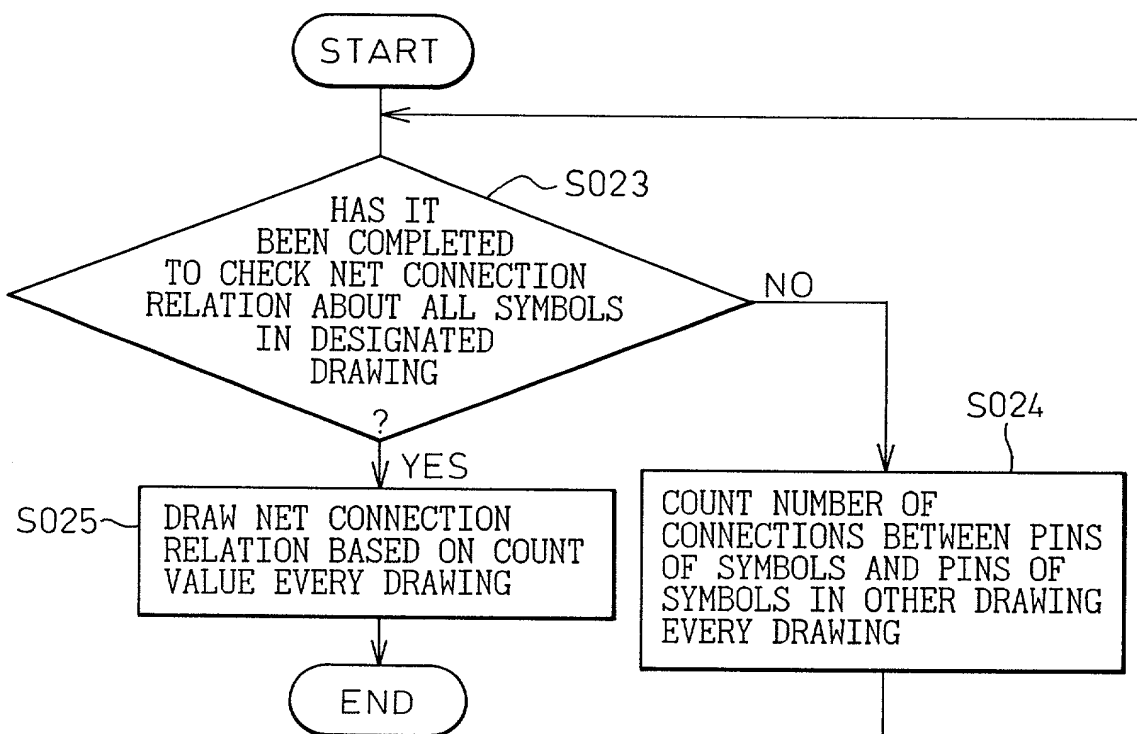 START
S023
HAS IT
BEEN COMPLETED
TO CHECK NET CONNECTION
RELATION ABOUT ALL SYMBOLS
IN DESIGNATED
DRAWING
?
NO
YES
S024
COUNT NUMBER OF
CONNECTIONS BETWEEN PINS
OF SYMBOLS AND PINS OF
SYMBOLS IN OTHER DRAWING
EVERY DRAWING
S025
DRAW NET CONNECTION
RELATION BASED ON COUNT
VALUE EVERY DRAWING
END